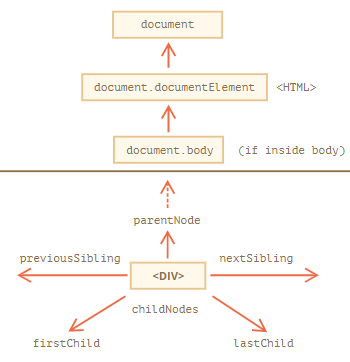 document
document.documentElement <HTML>
document.body (if inside body)
parentNode
previousSibling nextSibling
<DIV>
childNodes
firstChild lastChild